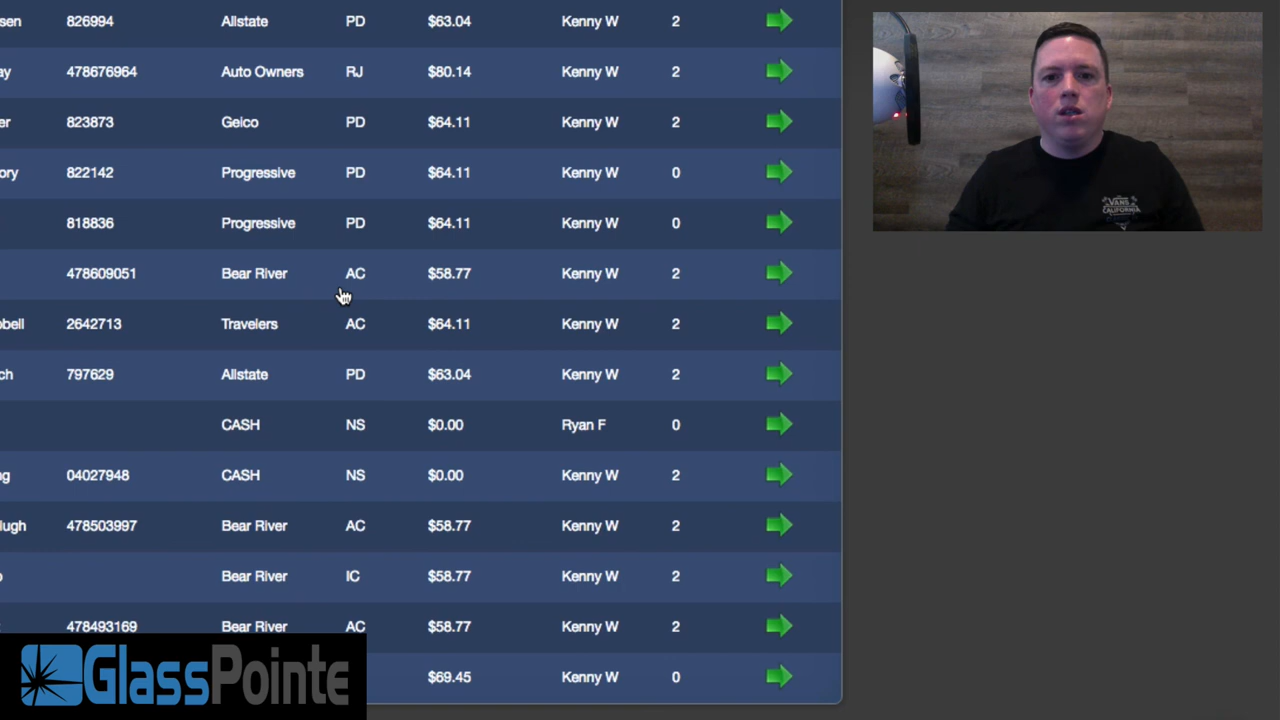 sen 826994 Allstate PD $63.04 Kenny W 2
ay 478676964 Auto Owners RJ $80.14 Kenny W 2
er 823873 Geico PD $64.11 Kenny W 2
ory 822142 Progressive PD $64.11 Kenny W 0
818836 Progressive PD $64.11 Kenny W 0
478609051 Bear River AC $58.77 Kenny W 2
bell 2642713 Travelers AC $64.11 Kenny W 2
ch 797629 Allstate PD $63.04 Kenny W 2
CASH NS $0.00 Ryan F 0
ng 04027948 CASH NS $0.00 Kenny W 2
lugh 478503997 Bear River AC $58.77 Kenny W 2
o Bear River IC $58.77 Kenny W 2
478493169 Bear River AC $58.77 Kenny W 2
$69.45 Kenny W 0
GlassPointe
VANS
CALIFORNIA